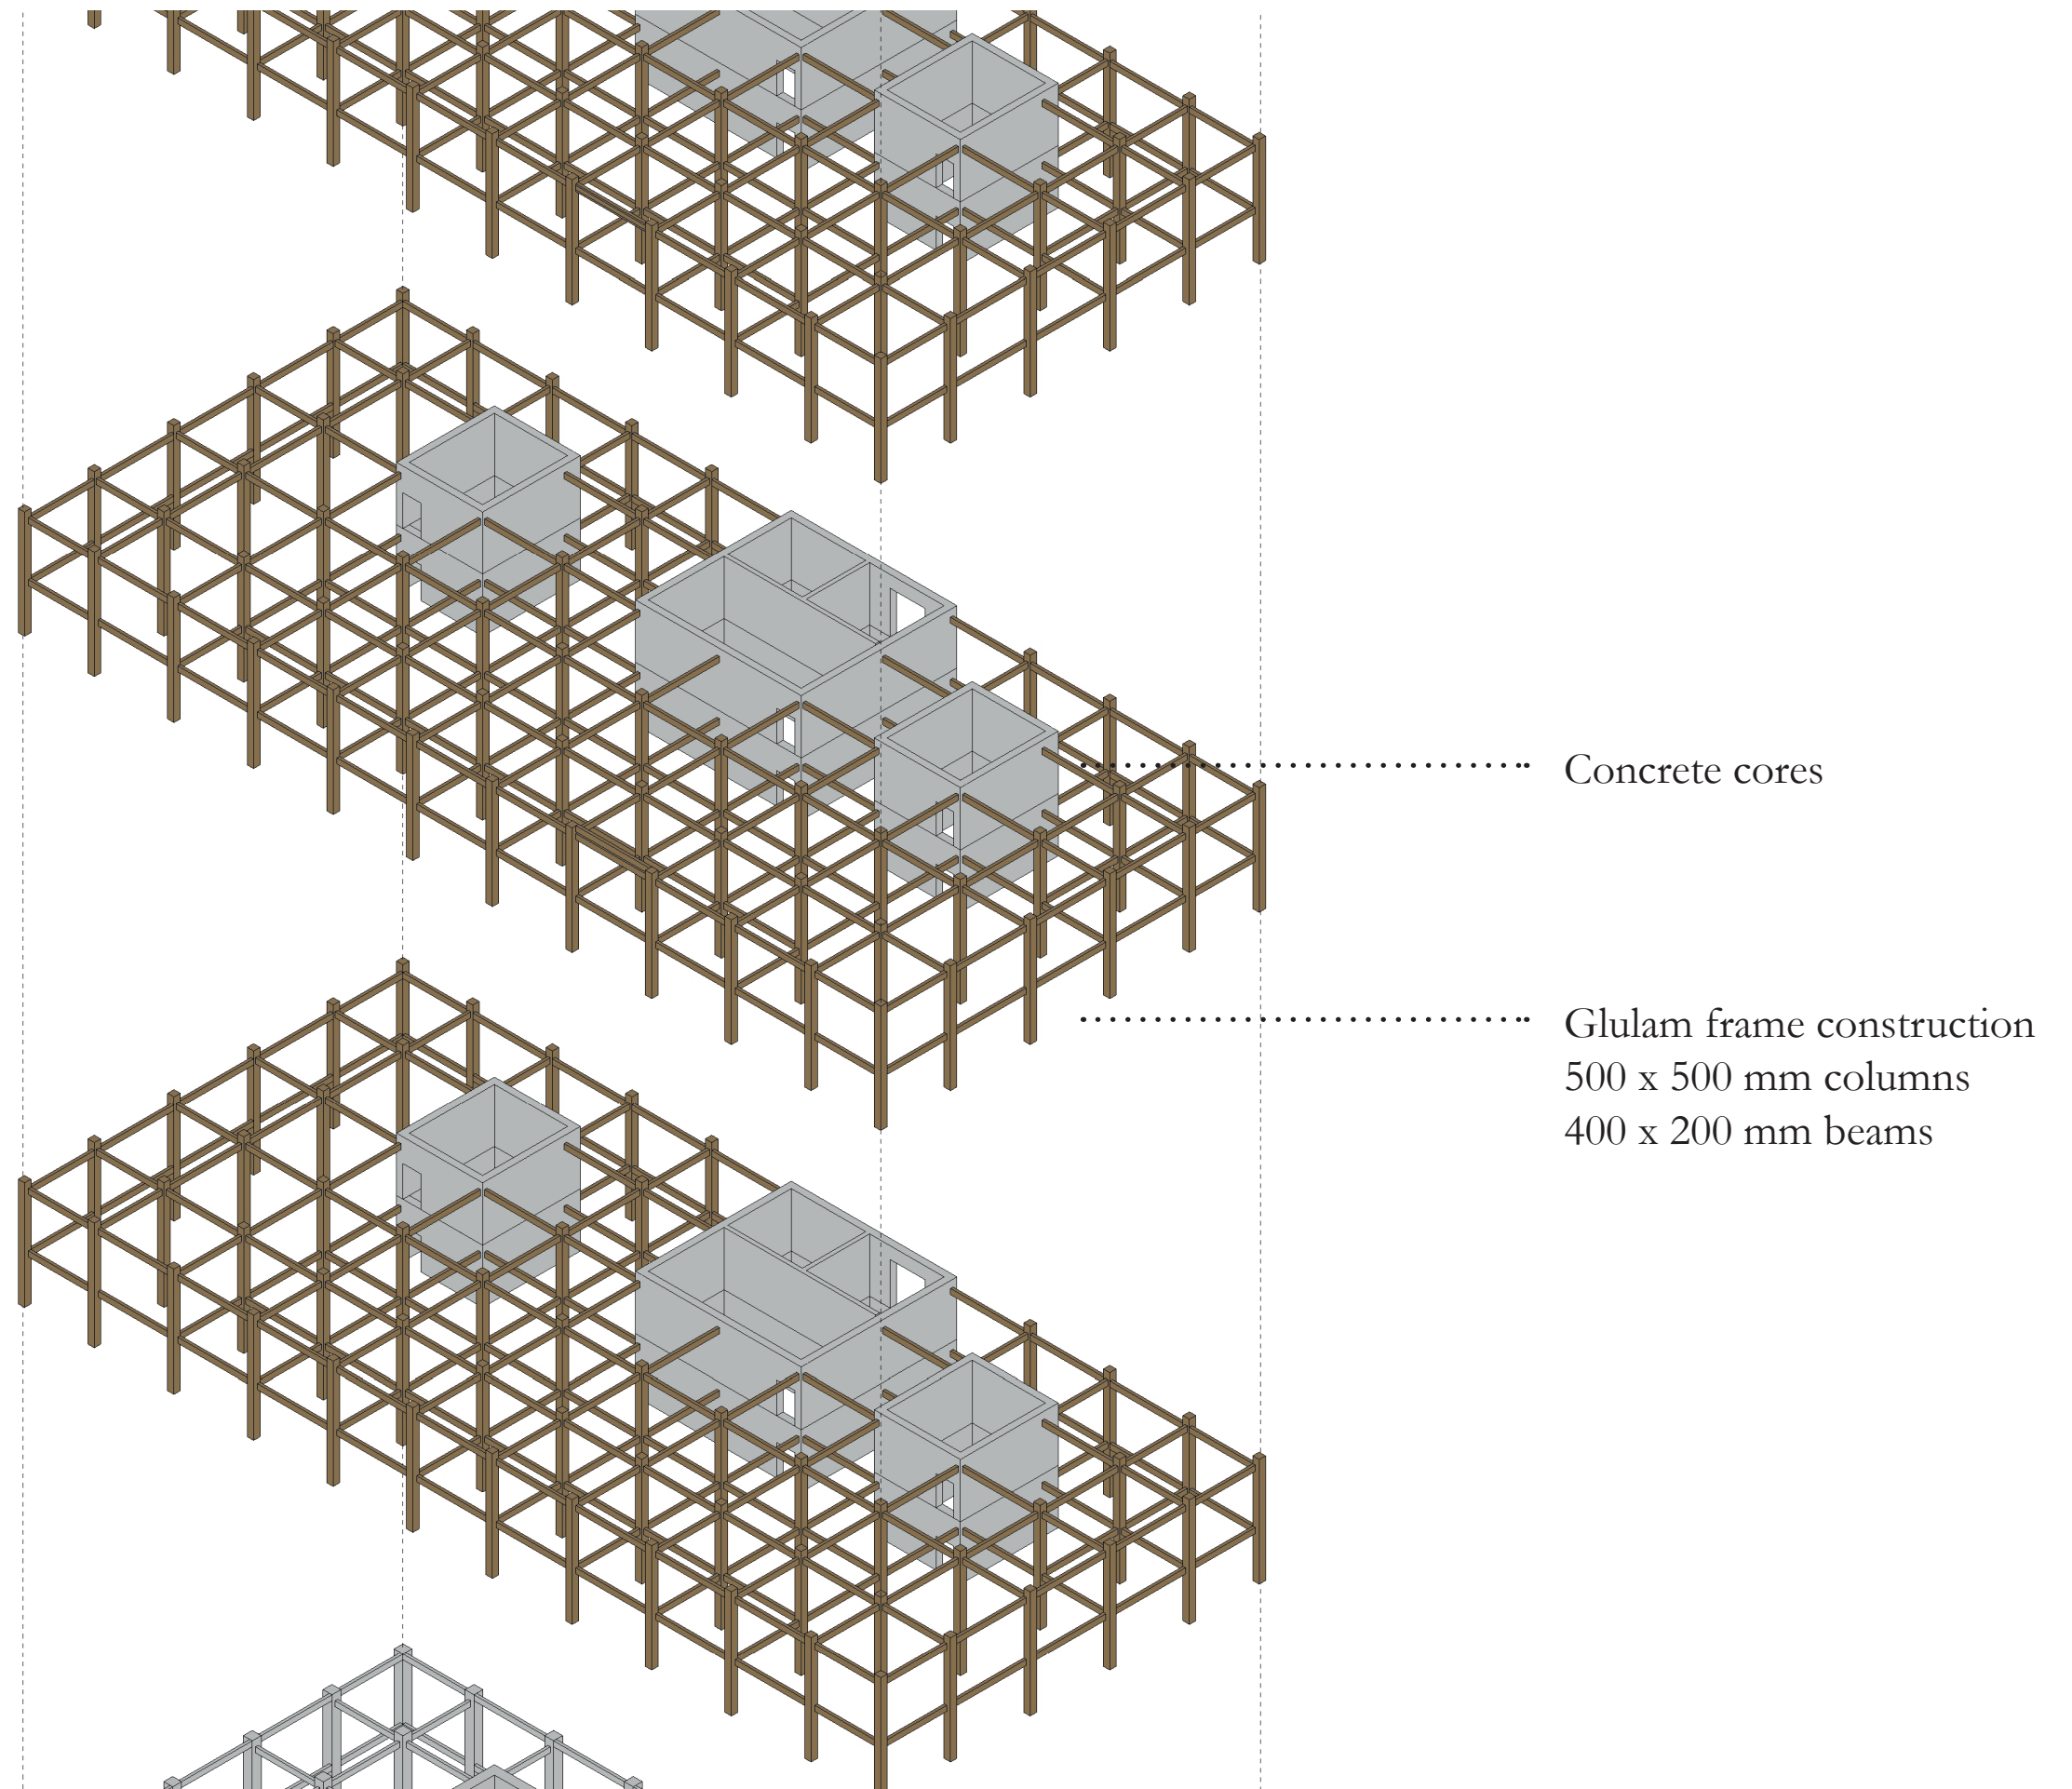 Concrete cores
Glulam frame construction
500 x 500 mm columns
400 x 200 mm beams